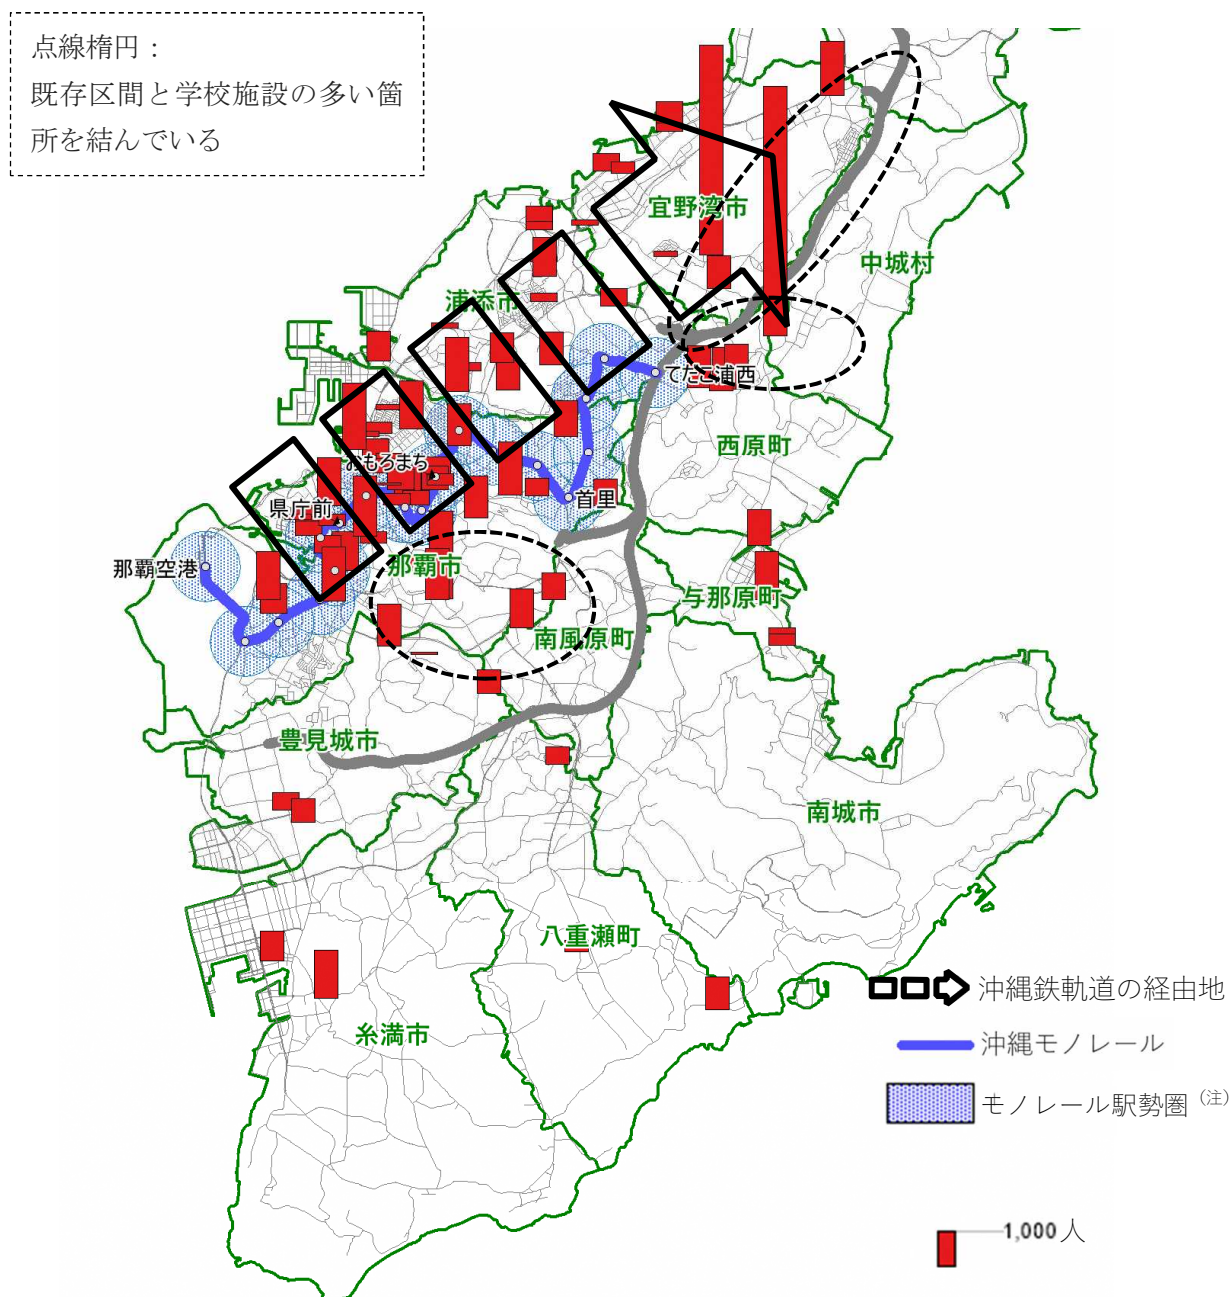 点線楕円：
既存区間と学校施設の多い箇
所を結んでいる
宜野湾市
中城村
浦添市
てだこ浦西
西原町
おもろまち
首里
県庁前
那覇空港
那覇市
与那原町
南風原町
豊見城市
南城市
八重瀬町
糸満市
沖縄鉄軌道の経由地
沖縄モノレール
モノレール駅勢圏（注）
1,000人